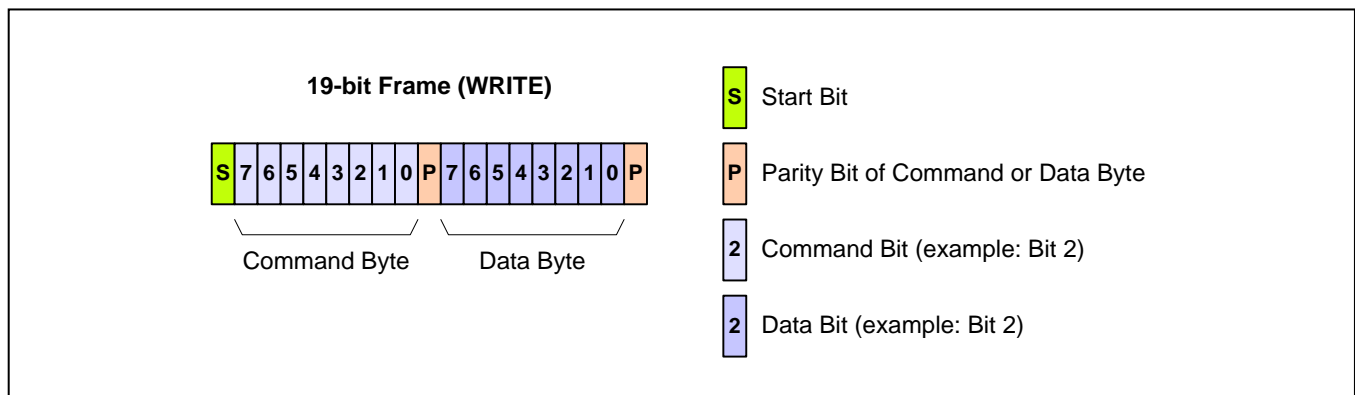 19-bit Frame (WRITE)
S 7 6 5 4 3 2 1 0 P 7 6 5 4 3 2 1 0 P
Command Byte Data Byte
S Start Bit
P Parity Bit of Command or Data Byte
2 Command Bit (example: Bit 2)
2 Data Bit (example: Bit 2)